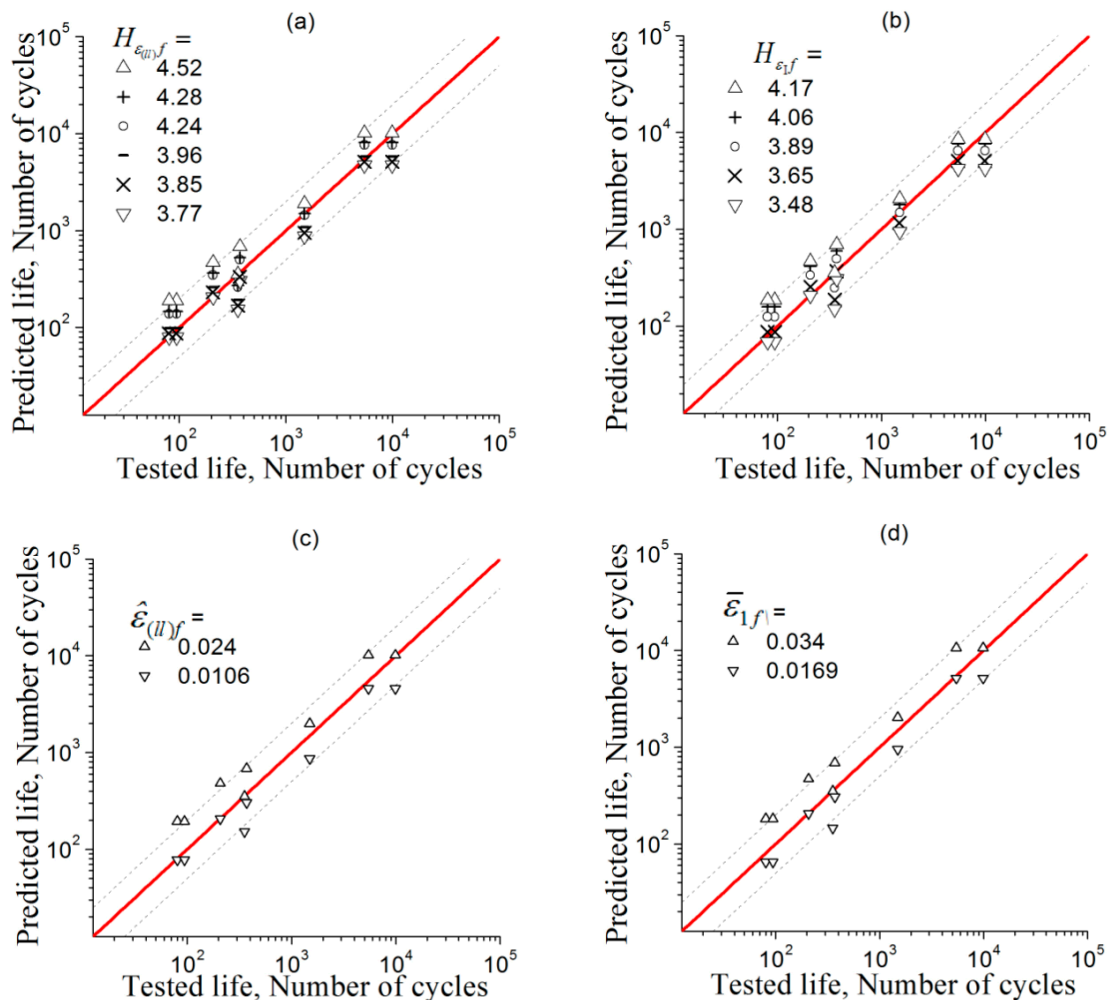 (a)
H_{ε_{(ll)}f} =
△ 4.52
+ 4.28
○ 4.24
- 3.96
× 3.85
▽ 3.77
Predicted life, Number of cycles
10^5
10^4
10^3
10^2
10^2 10^3 10^4 10^5
Tested life, Number of cycles
(b)
H_{ε_1f} =
△ 4.17
+ 4.06
○ 3.89
× 3.65
▽ 3.48
Predicted life, Number of cycles
10^5
10^4
10^3
10^2
10^2 10^3 10^4 10^5
Tested life, Number of cycles
(c)
ε̂_{(ll)f} =
△ 0.024
▽ 0.0106
Predicted life, Number of cycles
10^5
10^4
10^3
10^2
10^2 10^3 10^4 10^5
Tested life, Number of cycles
(d)
ε̄_{1f\} =
△ 0.034
▽ 0.0169
Predicted life, Number of cycles
10^5
10^4
10^3
10^2
10^2 10^3 10^4 10^5
Tested life, Number of cycles